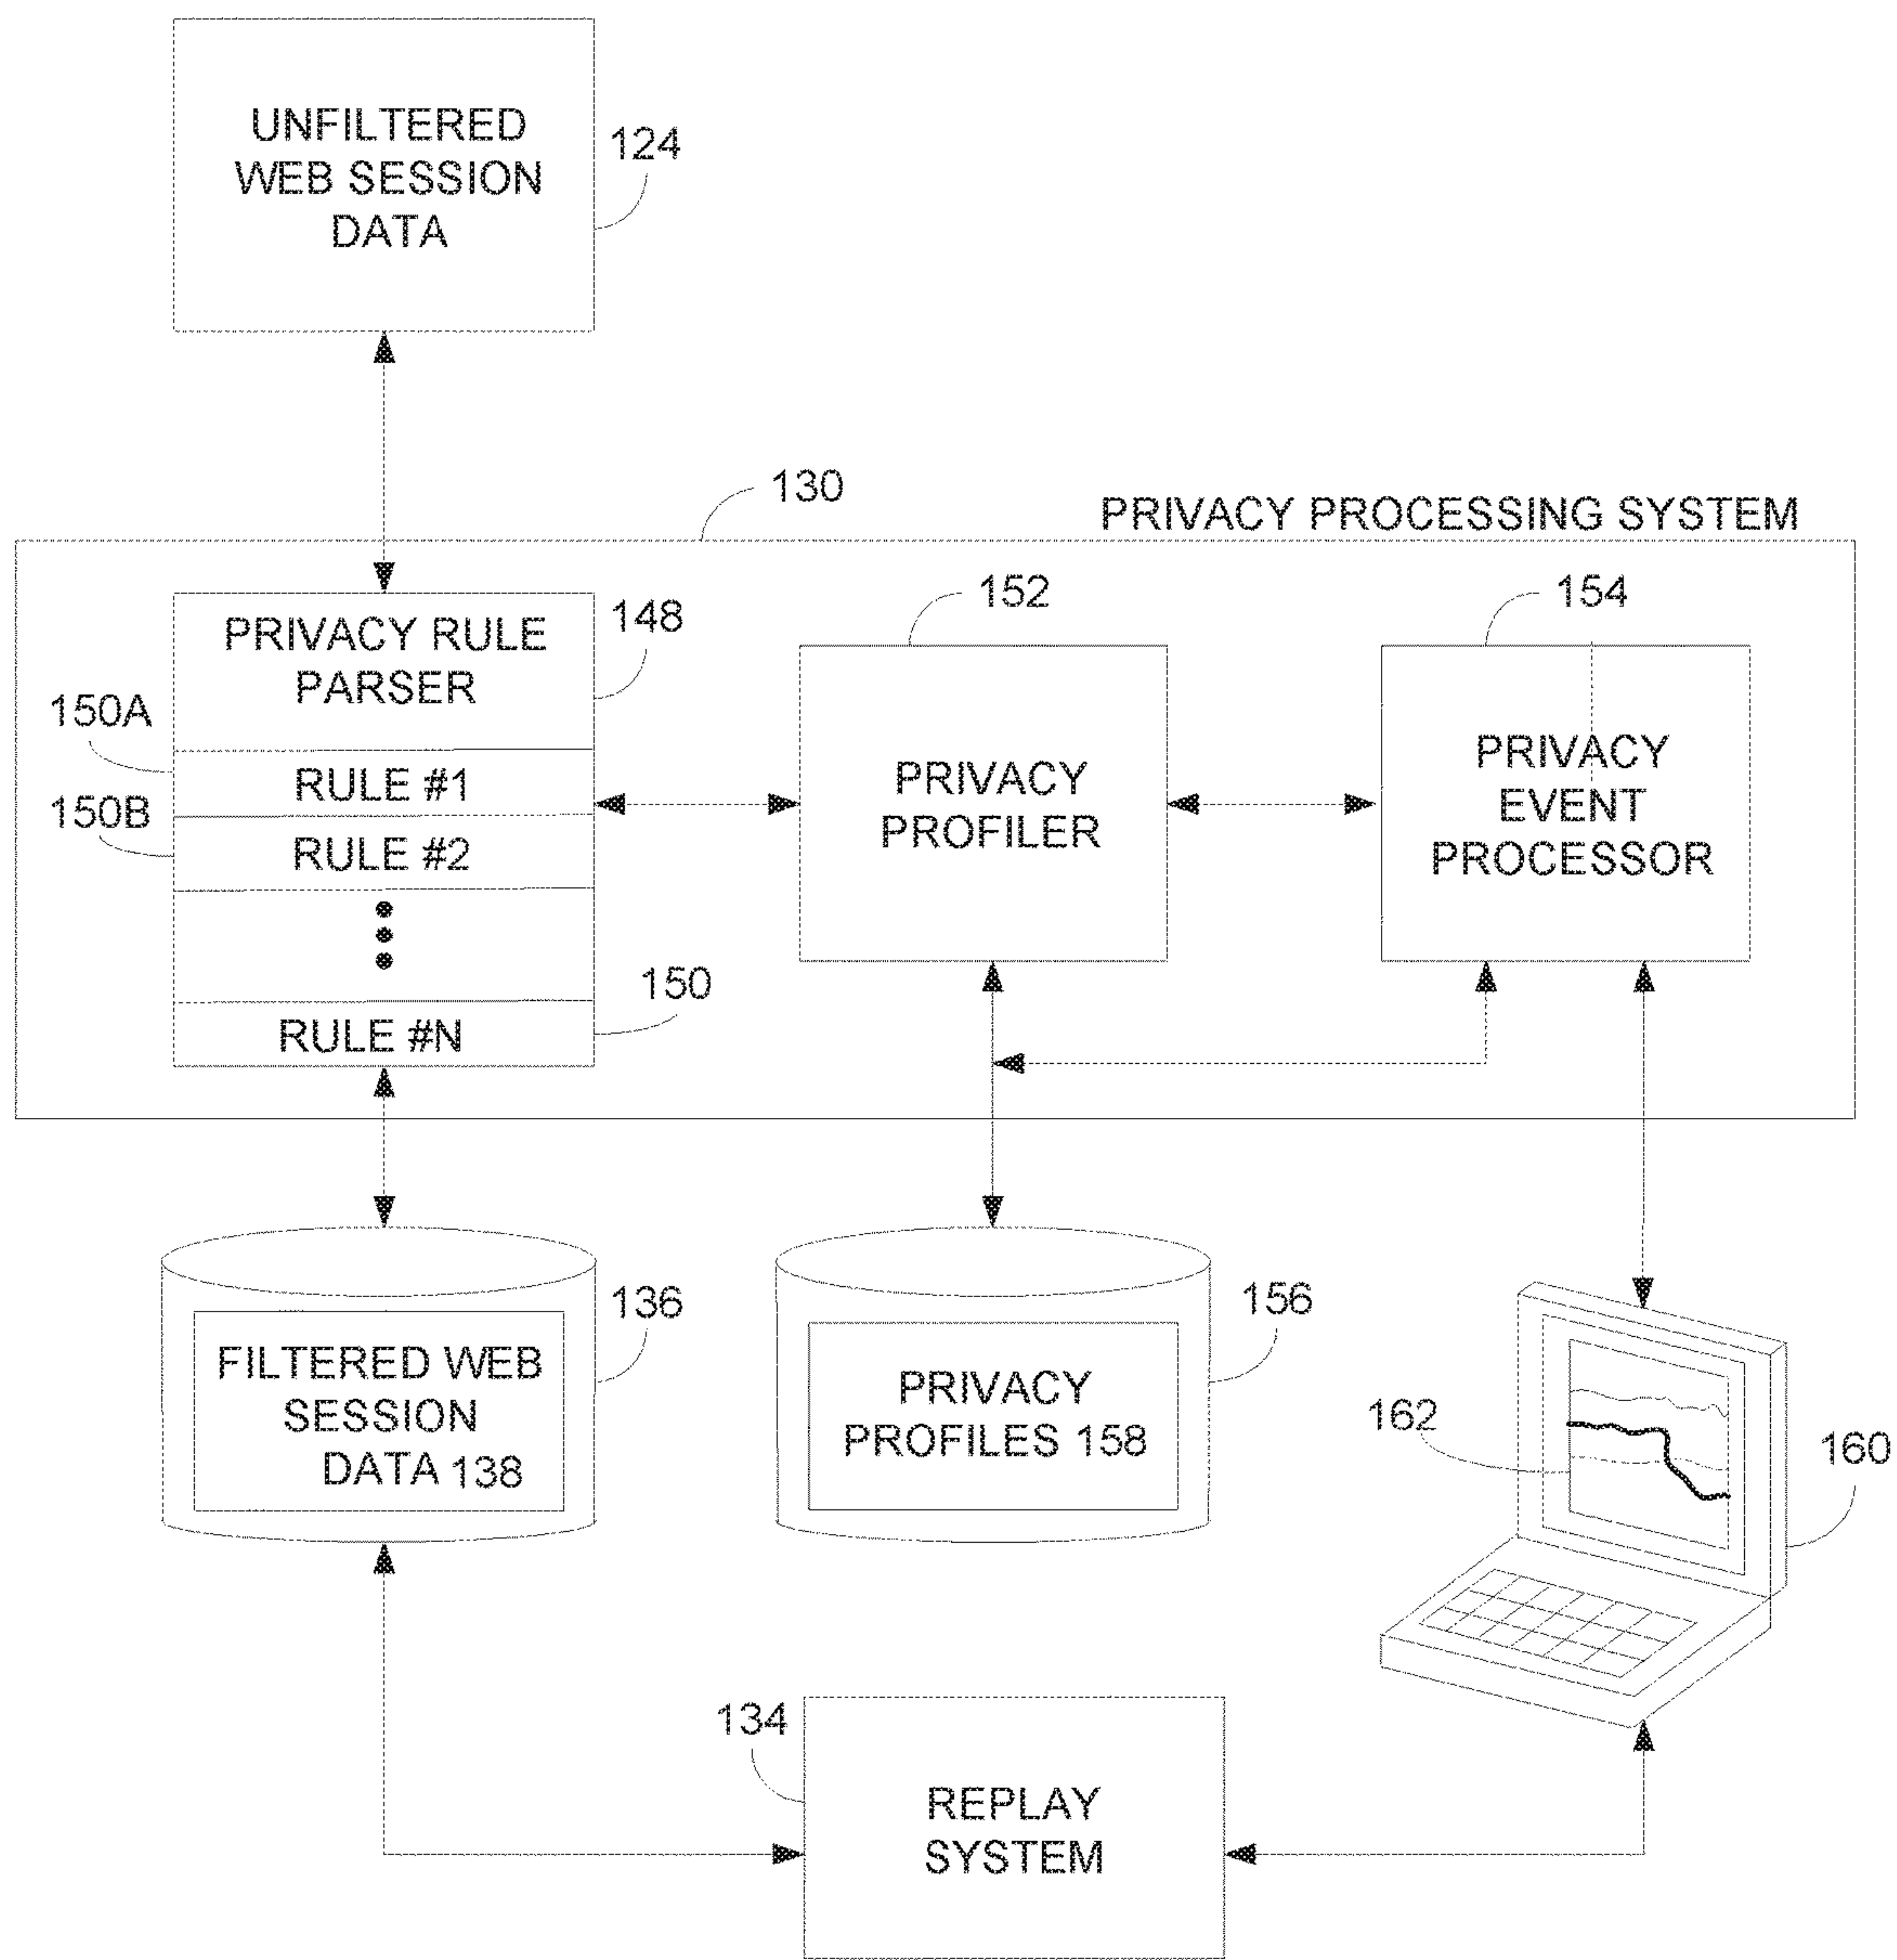 UNFILTERED
WEB SESSION
DATA
124
130
PRIVACY PROCESSING SYSTEM
PRIVACY RULE
PARSER
148
152
154
150A
RULE #1
150B
RULE #2
150
RULE #N
PRIVACY
PROFILER
PRIVACY
EVENT
PROCESSOR
136
FILTERED WEB
SESSION
DATA 138
156
PRIVACY
PROFILES 158
162
160
134
REPLAY
SYSTEM